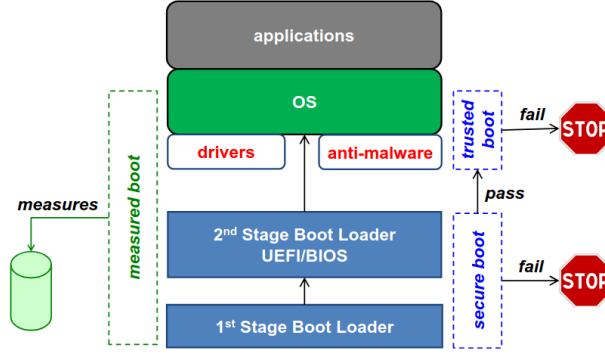 applications
OS
drivers
anti-malware
measured boot
measures
2nd Stage Boot Loader
UEFI/BIOS
1st Stage Boot Loader
trusted
boot
fail
STOP
pass
secure boot
fail
STOP